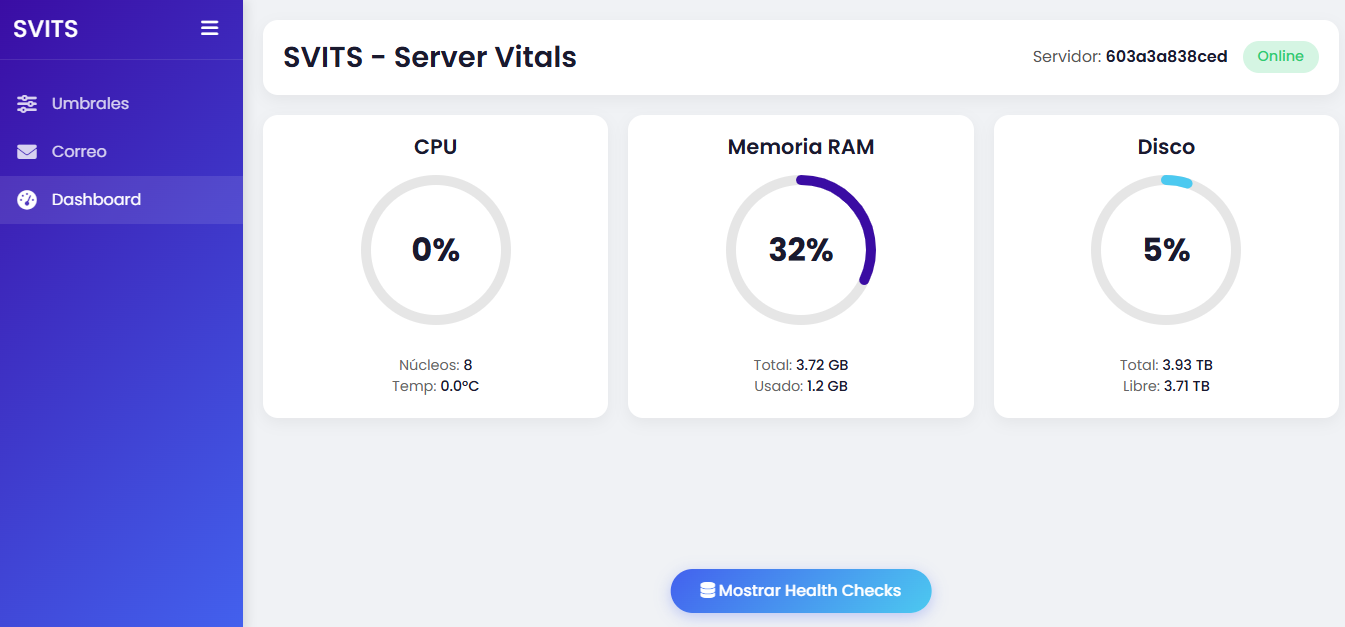 SVITS
Umbrales
Correo
Dashboard
SVITS - Server Vitals
Servidor: 603a3a838ced
Online
CPU
0%
Núcleos: 8
Temp: 0.0ºC
Memoria RAM
32%
Total: 3.72 GB
Usado: 1.2 GB
Disco
5%
Total: 3.93 TB
Libre: 3.71 TB
Mostrar Health Checks